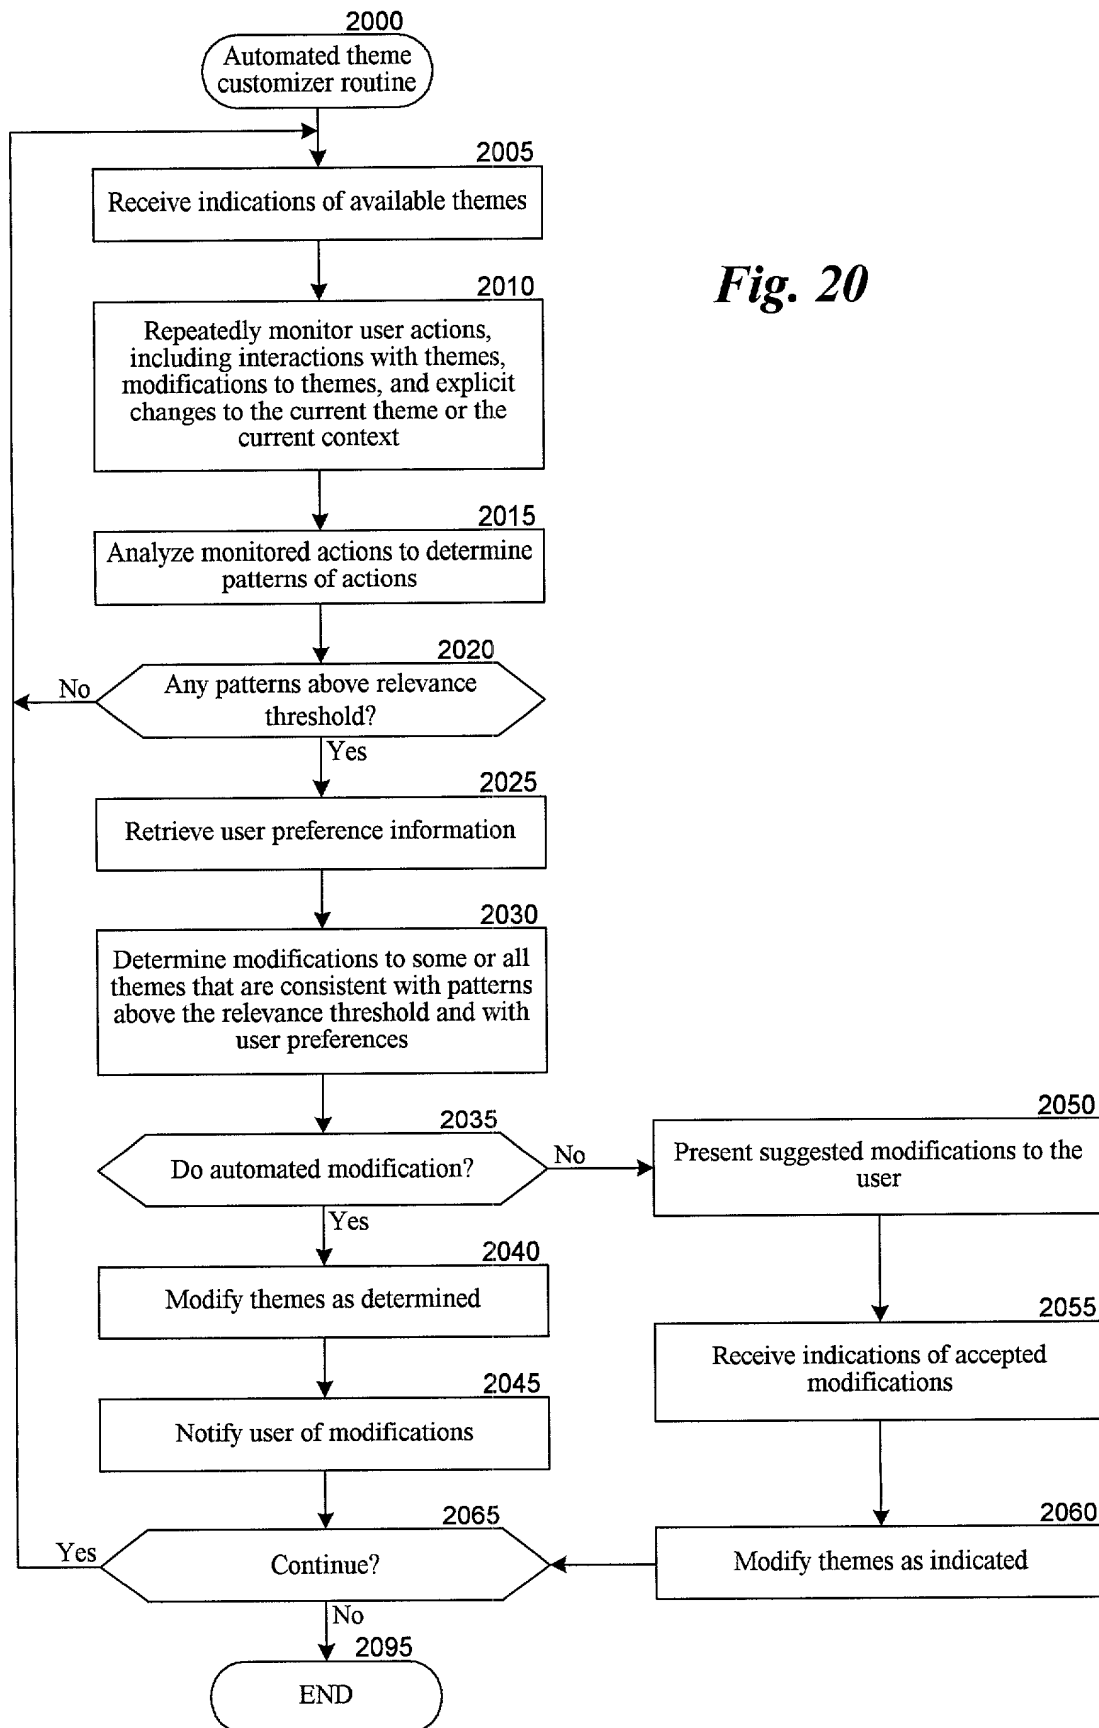 2000
Automated theme
customizer routine
2005
Receive indications of available themes
Fig. 20
2010
Repeatedly monitor user actions,
including interactions with themes,
modifications to themes, and explicit
changes to the current theme or the
current context
2015
Analyze monitored actions to determine
patterns of actions
2020
No
Any patterns above relevance
threshold?
Yes
2025
Retrieve user preference information
2030
Determine modifications to some or all
themes that are consistent with patterns
above the relevance threshold and with
user preferences
2035
Do automated modification?
No
Yes
2050
Present suggested modifications to the
user
2040
Modify themes as determined
2055
Receive indications of accepted
modifications
2045
Notify user of modifications
2065
Yes
Continue?
No
2060
Modify themes as indicated
2095
END